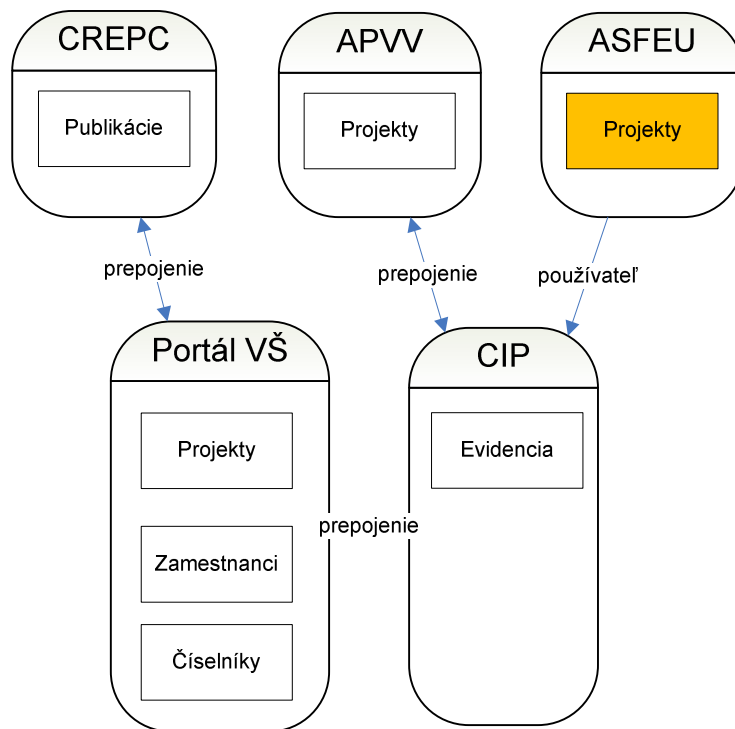 CREPC
APVV
ASFEU
Publikácie
Projekty
Projekty
prepojenie
prepojenie
používateľ
Portál VŠ
CIP
Projekty
Evidencia
prepojenie
Zamestnanci
Číselníky